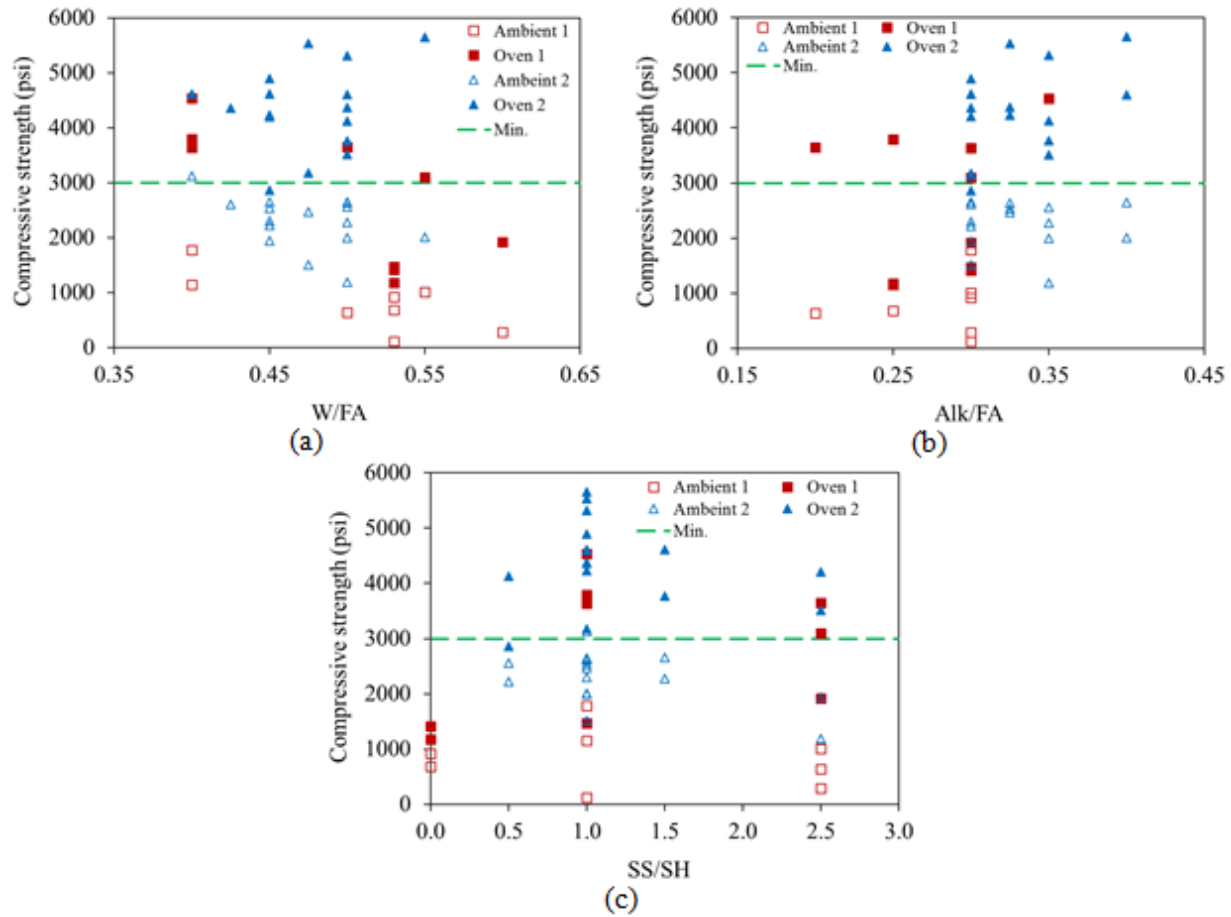 6000
5000
4000
3000
2000
1000
0
Compressive strength (psi)
Ambient 1
Oven 1
Ambeint 2
Oven 2
Min.
0.35 0.45 0.55 0.65
W/FA
(a)
6000
5000
4000
3000
2000
1000
0
Compressive strength (psi)
Ambient 1 Oven 1
Ambeint 2 Oven 2
Min.
0.15 0.25 0.35 0.45
Alk/FA
(b)
6000
5000
4000
3000
2000
1000
0
Compressive strength (psi)
Ambient 1 Oven 1
Ambeint 2 Oven 2
Min.
0.0 0.5 1.0 1.5 2.0 2.5 3.0
SS/SH
(c)